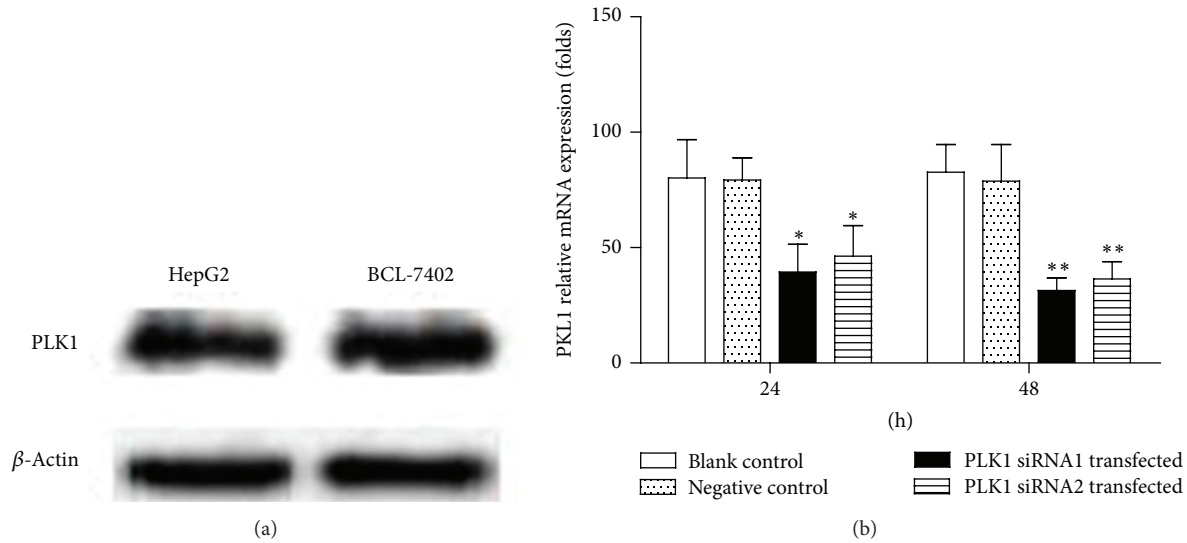 HepG2 BCL-7402
PLK1
β-Actin
(a)
PKL1 relative mRNA expression (folds)
150
100
50
0
* * ** **
24 48
(h)
Blank control
Negative control
PLK1 siRNA1 transfected
PLK1 siRNA2 transfected
(b)